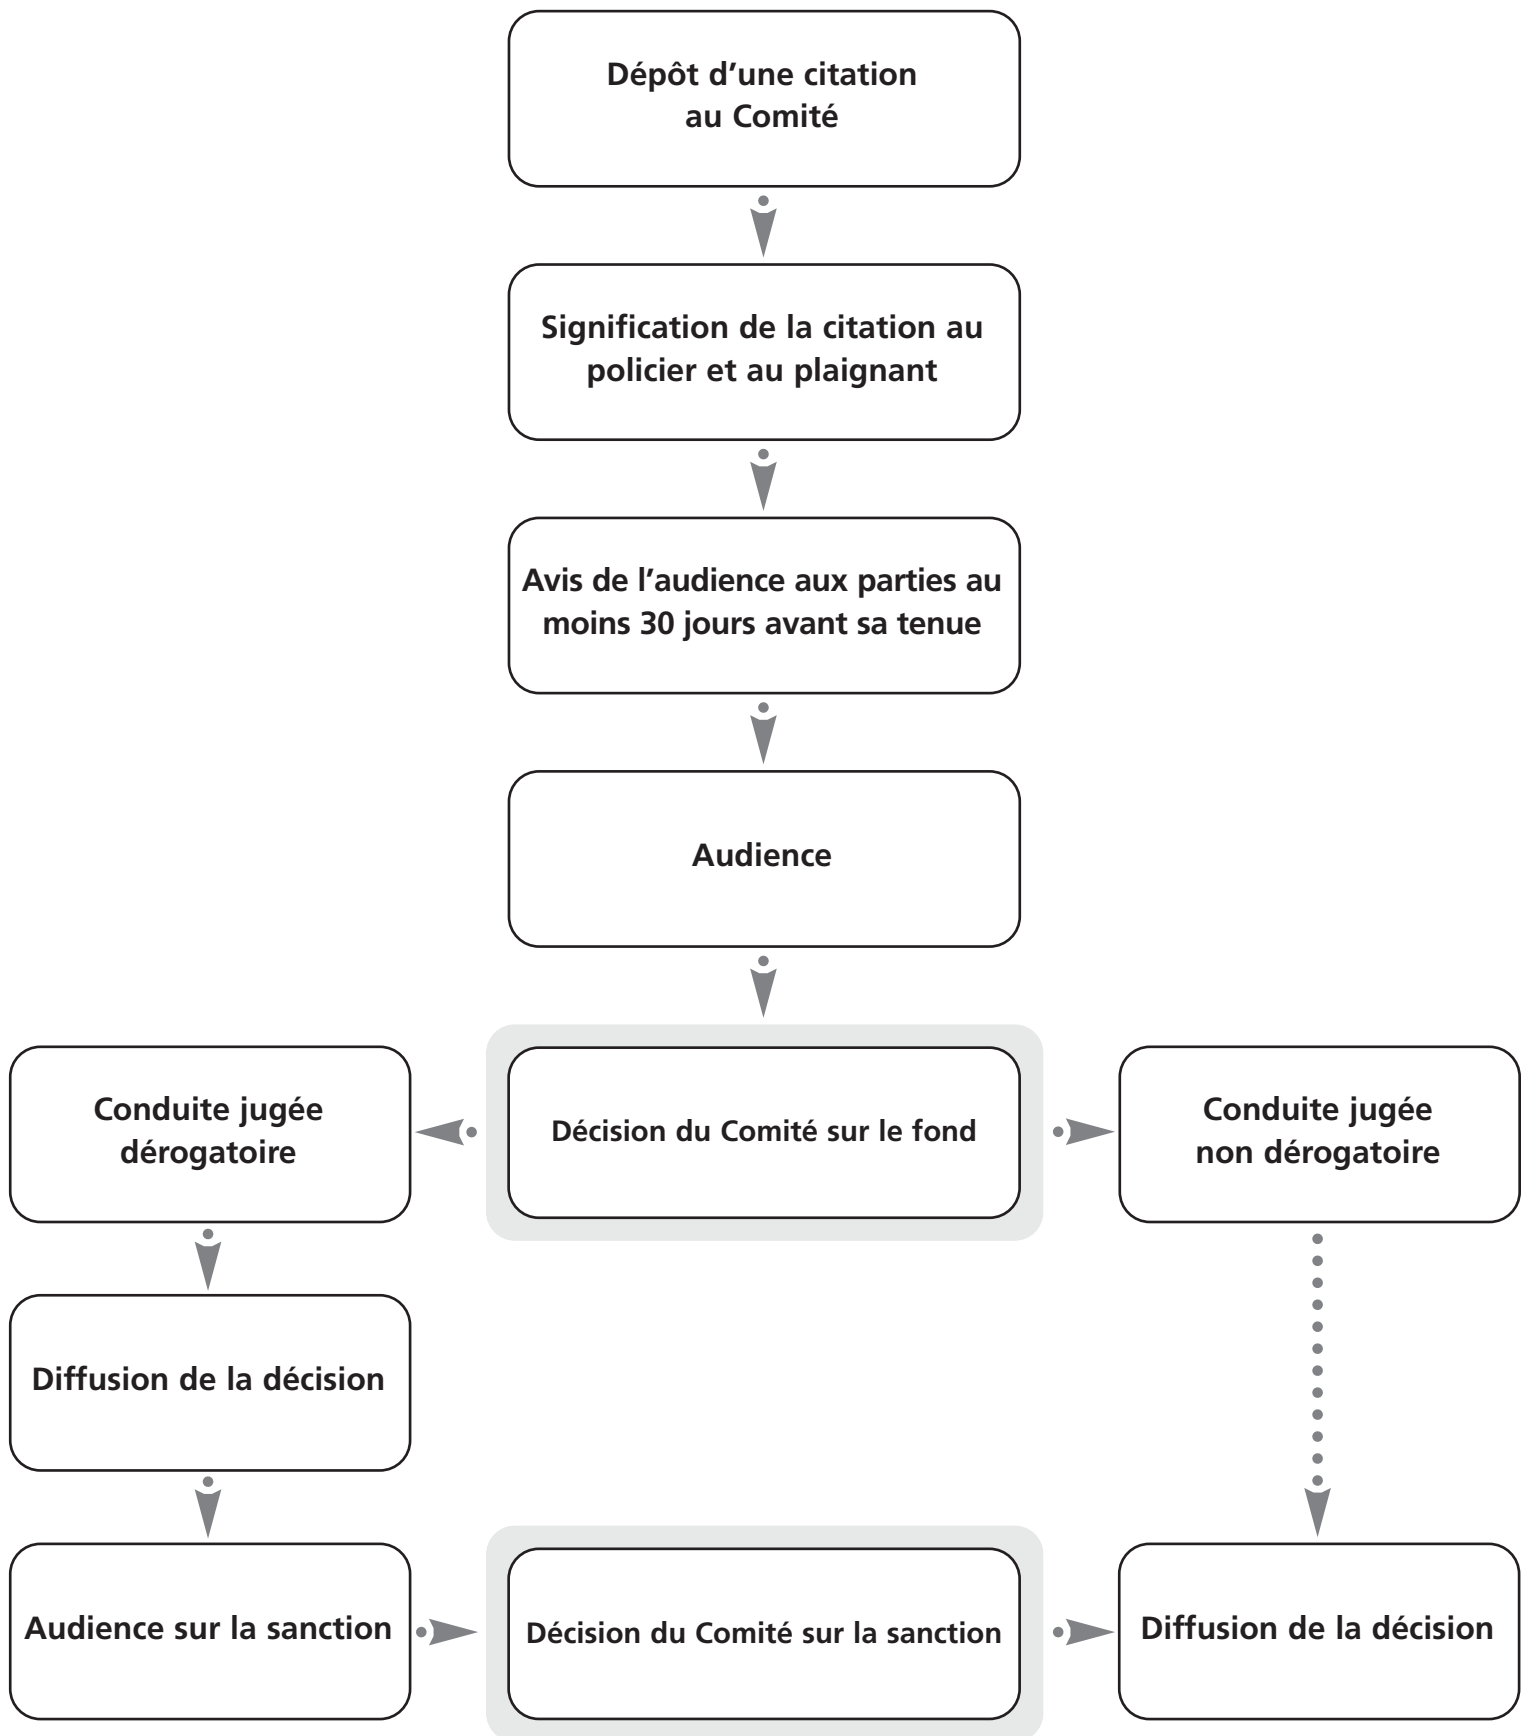 Dépôt d’une citation
au Comité
Signification de la citation au
policier et au plaignant
Avis de l’audience aux parties au
moins 30 jours avant sa tenue
Audience
Conduite jugée
dérogatoire
Décision du Comité sur le fond
Conduite jugée
non dérogatoire
Diffusion de la décision
Audience sur la sanction
Décision du Comité sur la sanction
Diffusion de la décision